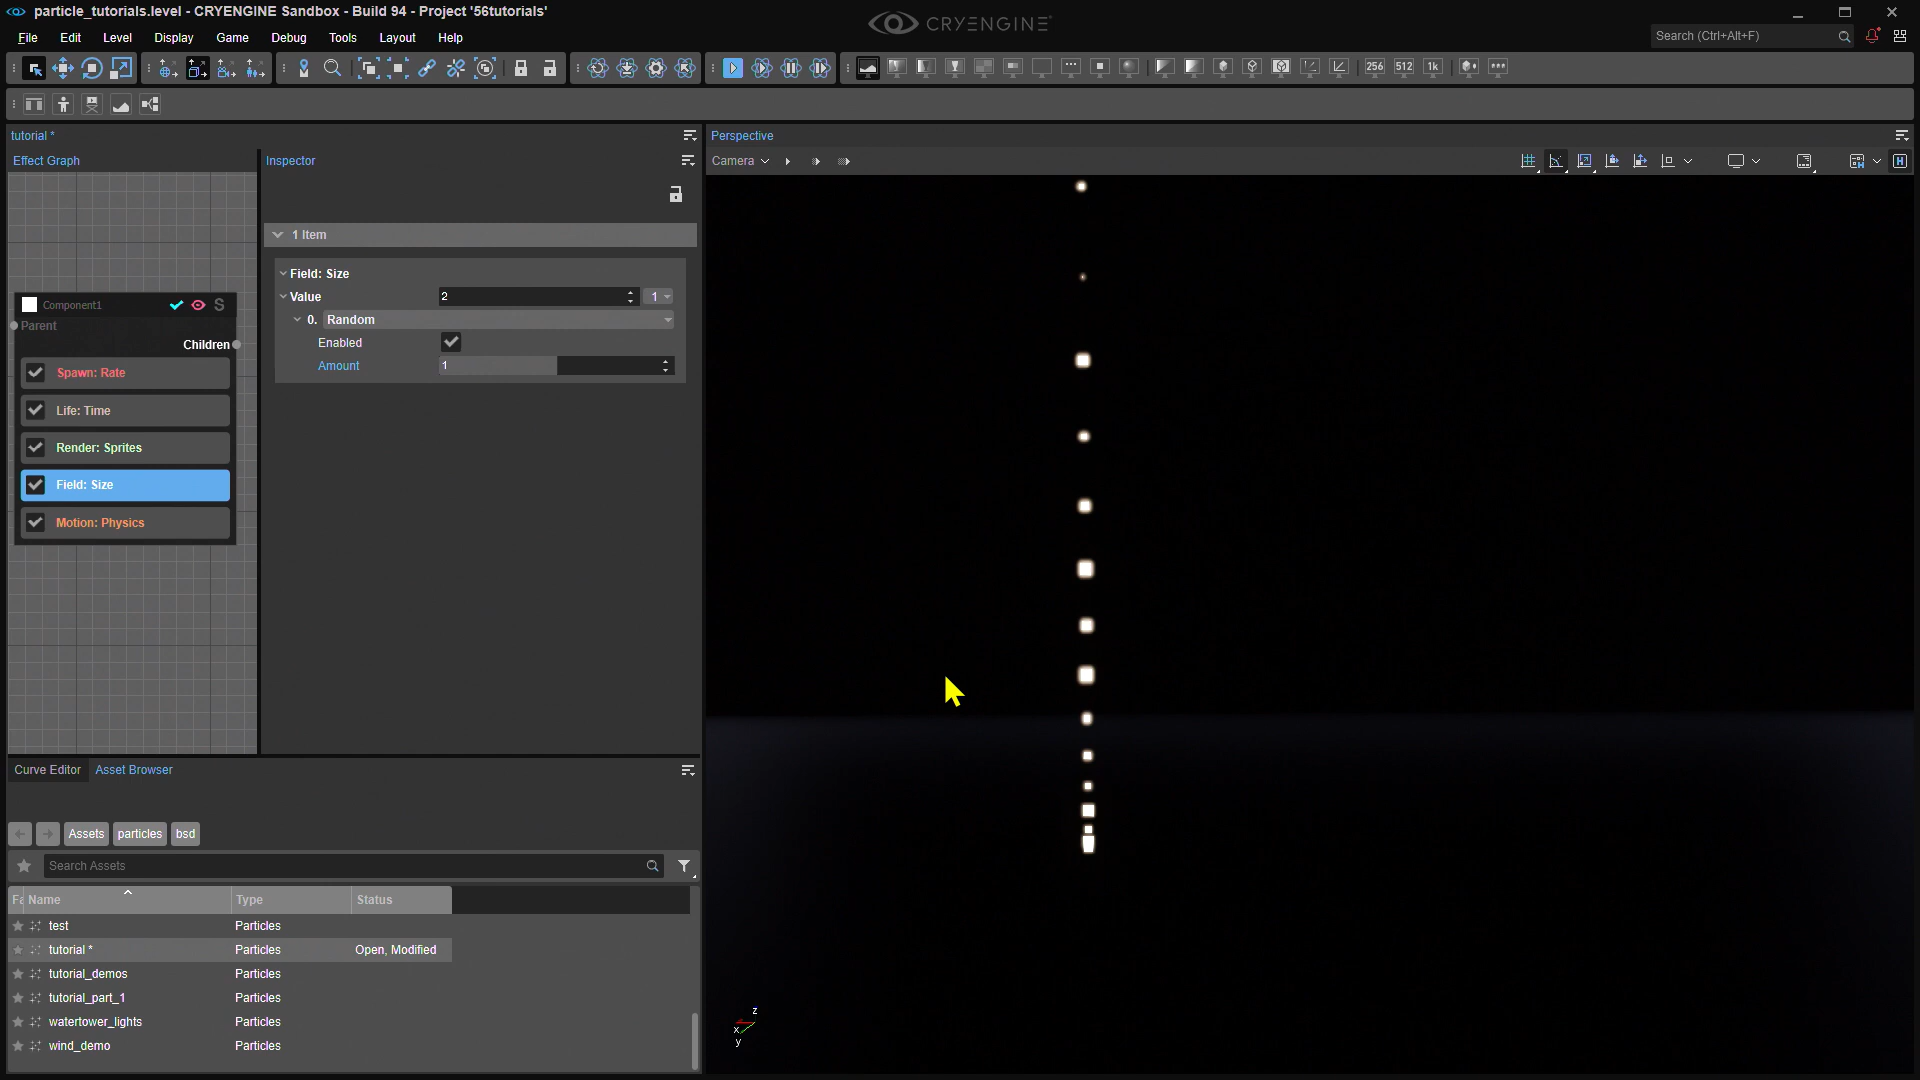 particle_tutorials.level - CRYENGINE Sandbox - Build 94 - Project '56tutorials'
CRYENGINE
File Edit Level Display Game Debug Tools Layout Help
Search (Ctrl+Alt+F)
256 512 1k
tutorial *
Perspective
Effect Graph
Inspector
Camera
1 Item
Field: Size
Value 2 1
0. Random
Enabled
Amount 1
Component1 S
Parent
Children
Spawn: Rate
Life: Time
Render: Sprites
Field: Size
Motion: Physics
Curve Editor Asset Browser
Assets particles bsd
Search Assets
Fa Name Type Status
test Particles
tutorial * Particles Open, Modified
tutorial_demos Particles
tutorial_part_1 Particles
watertower_lights Particles
wind_demo Particles
z
x
y